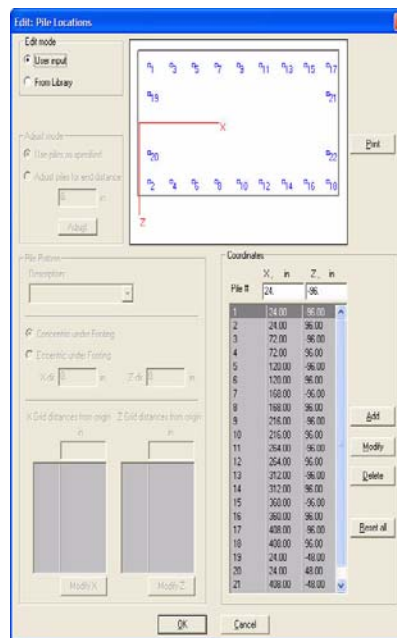 Edit: Pile Locations
Edit mode
User input
From Library
Adjust mode
Use piles as specified
Adjust piles for end distance
in
Adjust
1 3 5 7 9 11 13 15 17
19 21
X
20 22
2 4 6 8 10 12 14 16 18
Z
Print
Pile Pattern
Description:
Concentric under Footing
Eccentric under Footing
X dir in Z dir in
X Grid distances from origin Z Grid distances from origin
in in
Modify X Modify Z
Coordinates
X, in Z, in
Pile # 24. -96.
1 24.00 -96.00
2 24.00 96.00
3 72.00 -96.00
4 72.00 96.00
5 120.00 -96.00
6 120.00 96.00
7 168.00 -96.00
8 168.00 96.00
9 216.00 -96.00
10 216.00 96.00
11 264.00 -96.00
12 264.00 96.00
13 312.00 -96.00
14 312.00 96.00
15 360.00 -96.00
16 360.00 96.00
17 408.00 -96.00
18 408.00 96.00
19 24.00 -48.00
20 24.00 48.00
21 408.00 -48.00
Add
Modify
Delete
Reset all
OK Cancel